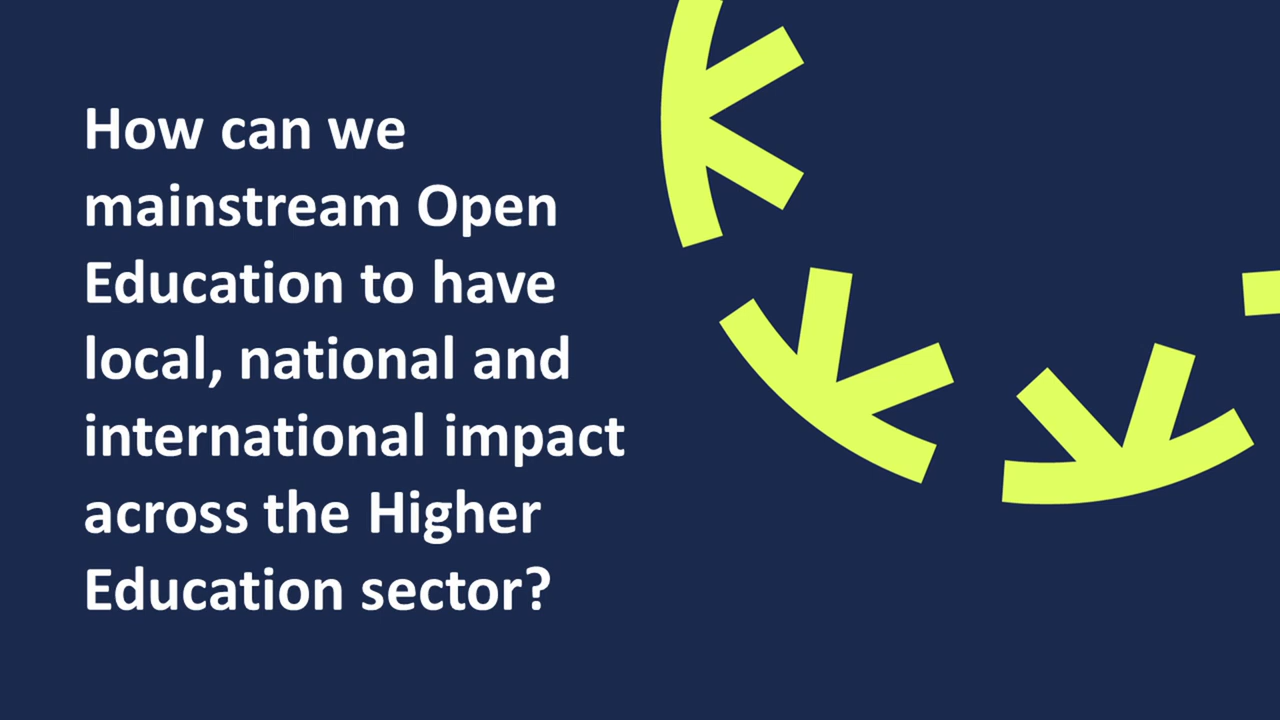 How can we
mainstream Open
Education to have
local, national and
international impact
across the Higher
Education sector?